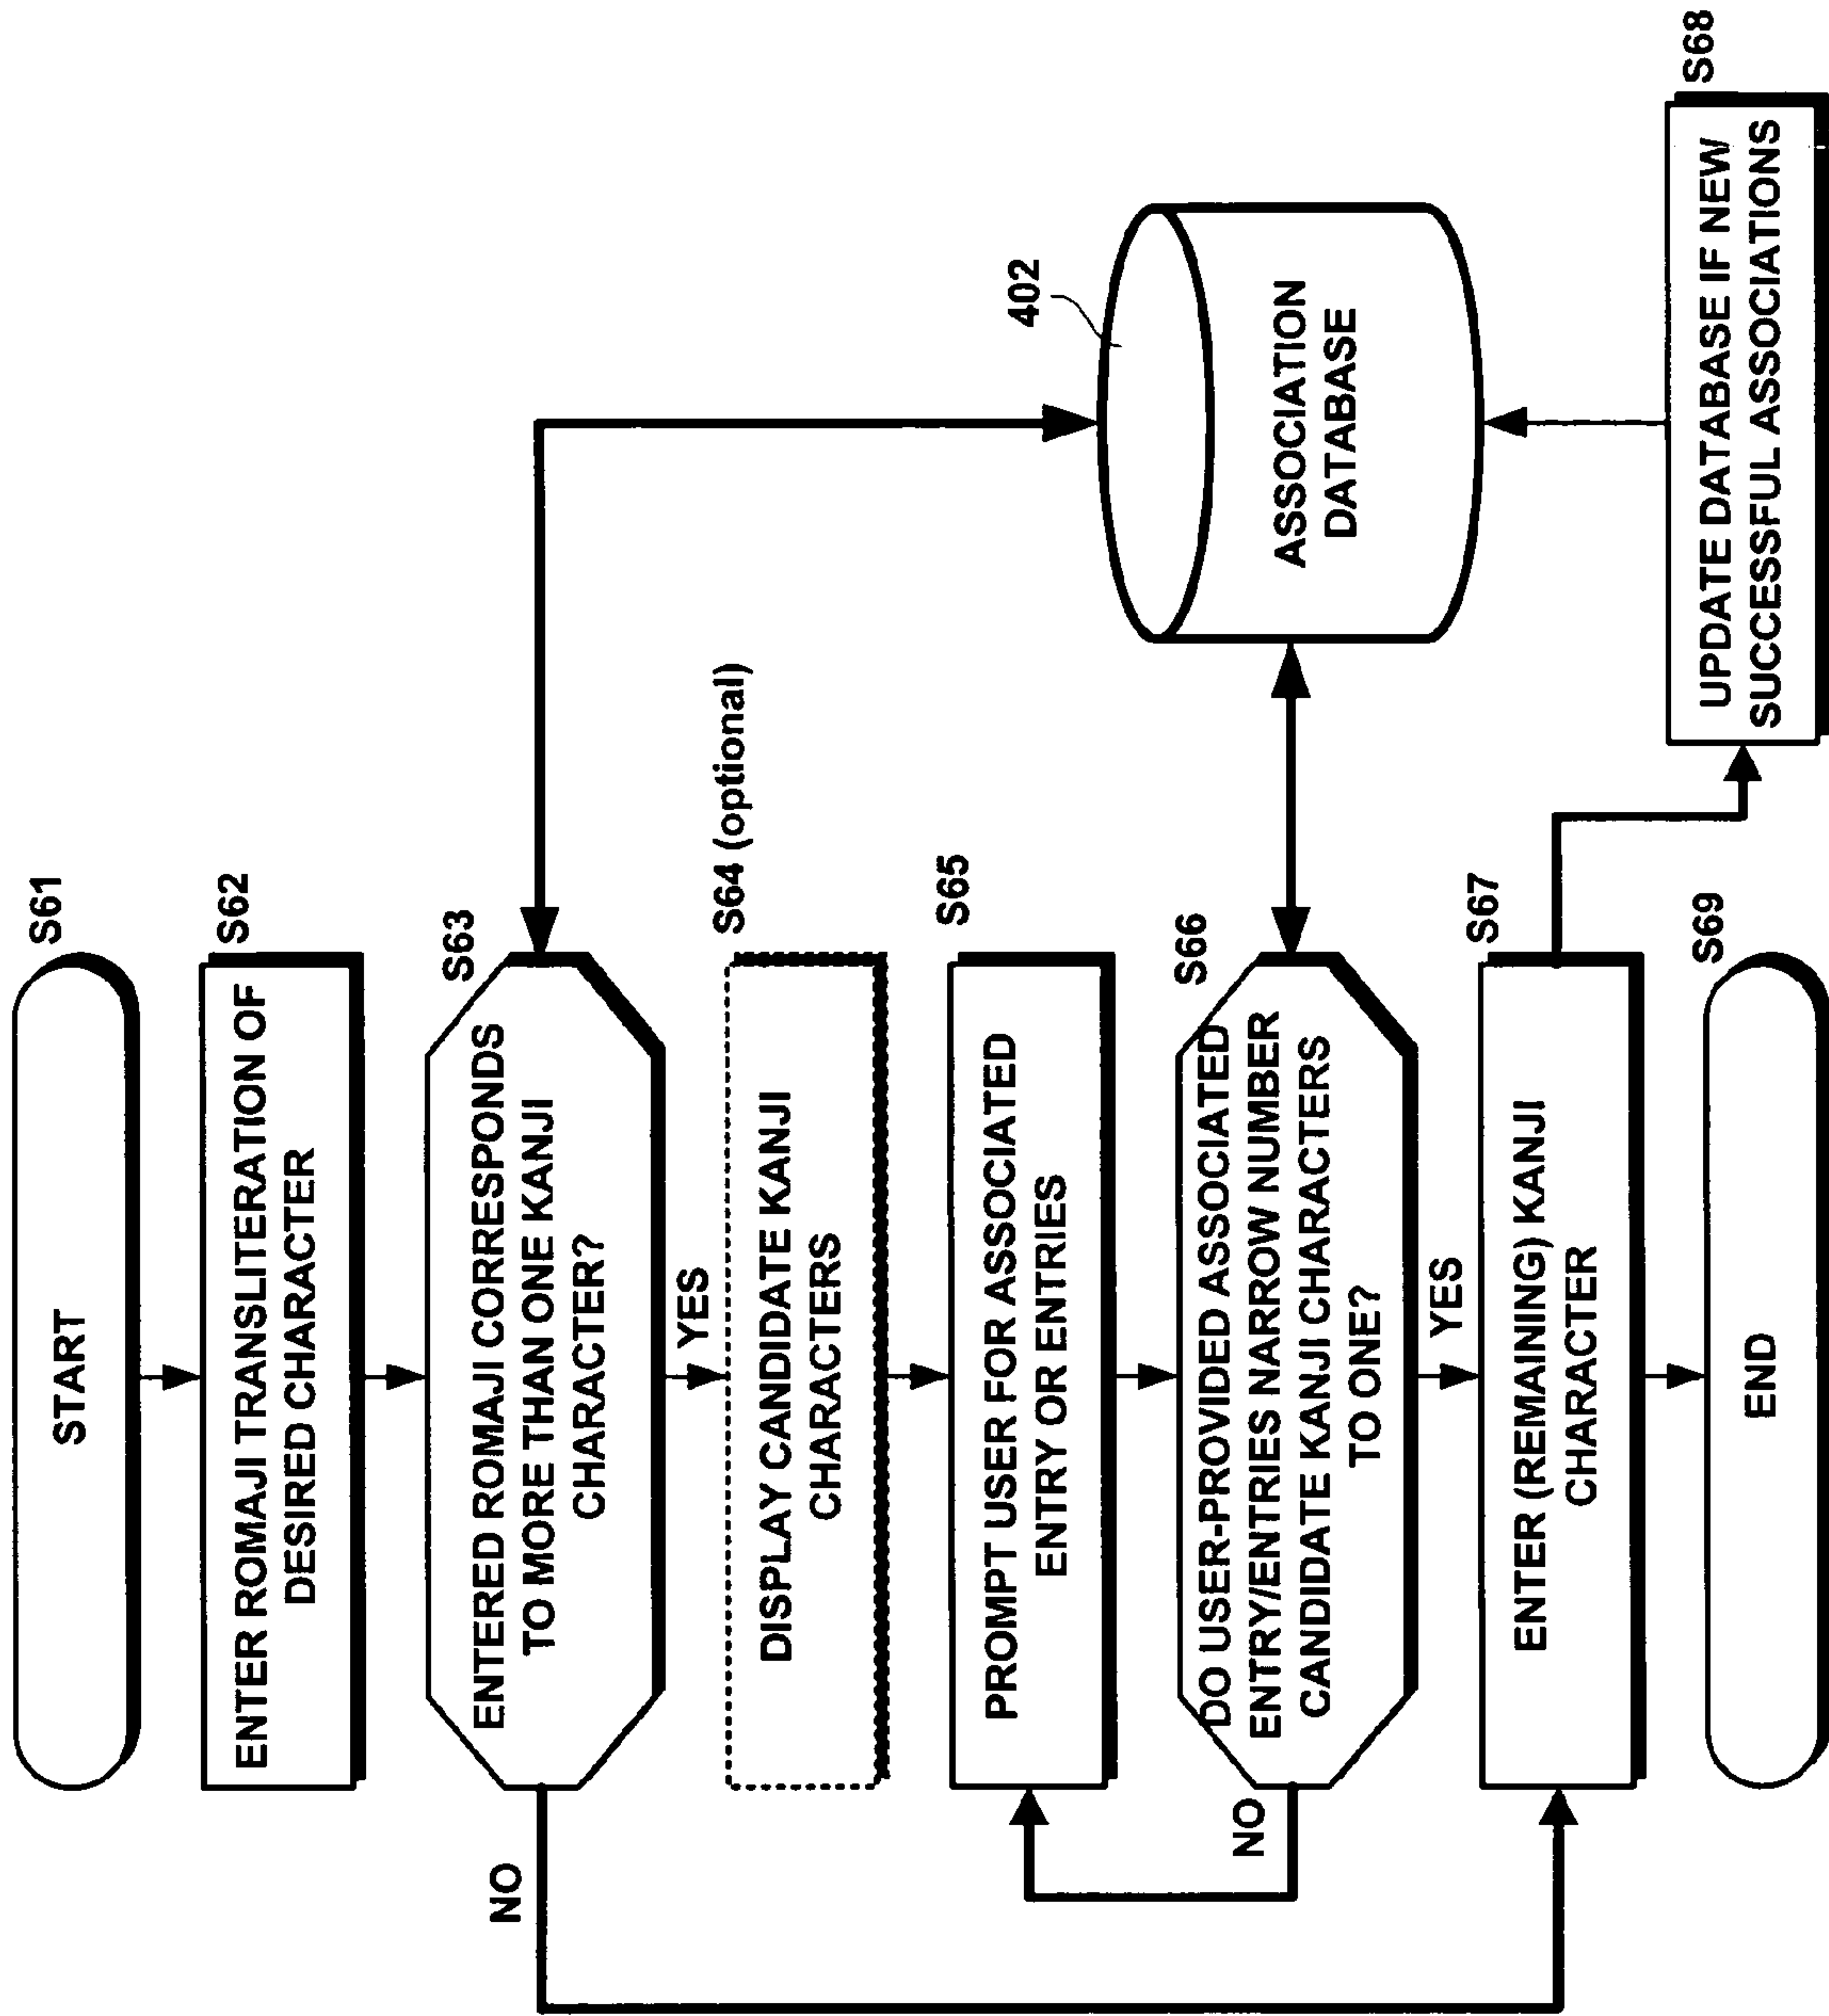 START
S61
ENTER ROMAJI TRANSLITERATION OF
DESIRED CHARACTER
S62
ENTERED ROMAJI CORRESPONDS
TO MORE THAN ONE KANJI
CHARACTER?
S63
NO
YES
DISPLAY CANDIDATE KANJI
CHARACTERS
S64 (optional)
PROMPT USER FOR ASSOCIATED
ENTRY OR ENTRIES
S65
DO USER-PROVIDED ASSOCIATED
ENTRY/ENTRIES NARROW NUMBER
CANDIDATE KANJI CHARACTERS
TO ONE?
S66
NO
YES
ENTER (REMAINING) KANJI
CHARACTER
S67
END
S69
402
ASSOCIATION
DATABASE
UPDATE DATABASE IF NEW
SUCCESSFUL ASSOCIATIONS
S68